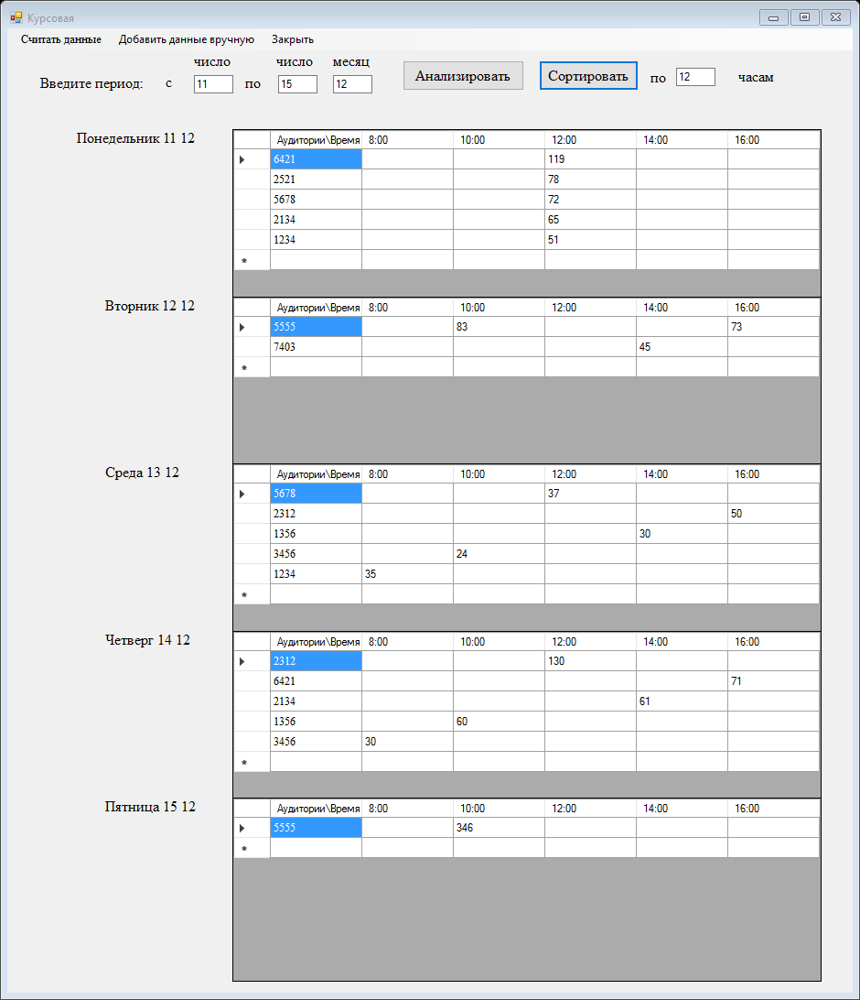 Курсовая
Считать данные Добавить данные вручную Закрыть
число число месяц
Введите период: с 11 по 15 12 Анализировать Сортировать по 12 часам
Понедельник 11 12
Аудитории\Время 8:00 10:00 12:00 14:00 16:00
6421 119
2521 78
5678 72
2134 65
1234 51
*
Вторник 12 12
Аудитории\Время 8:00 10:00 12:00 14:00 16:00
5555 83 73
7403 45
*
Среда 13 12
Аудитории\Время 8:00 10:00 12:00 14:00 16:00
5678 37
2312 50
1356 30
3456 24
1234 35
*
Четверг 14 12
Аудитории\Время 8:00 10:00 12:00 14:00 16:00
2312 130
6421 71
2134 61
1356 60
3456 30
*
Пятница 15 12
Аудитории\Время 8:00 10:00 12:00 14:00 16:00
5555 346
*